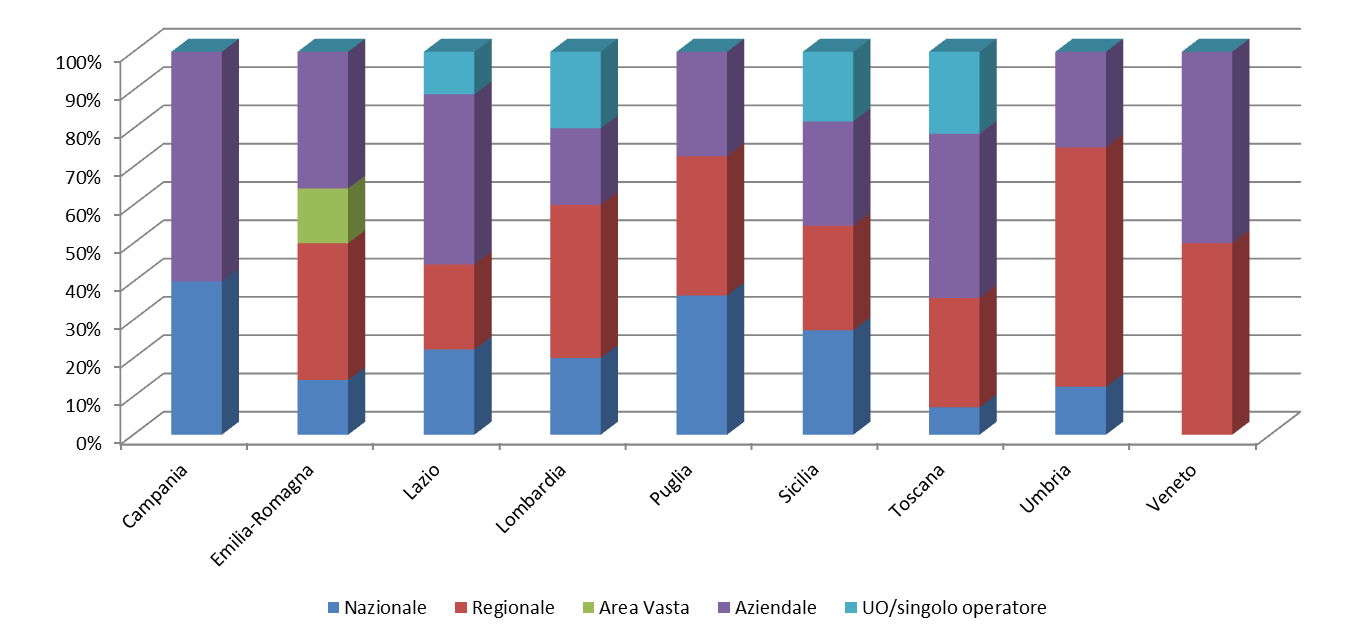 100%
90%
80%
70%
60%
50%
40%
30%
20%
10%
0%
Campania
Emilia-Romagna
Lazio
Lombardia
Puglia
Sicilia
Toscana
Umbria
Veneto
Nazionale Regionale Area Vasta Aziendale UO/singolo operatore